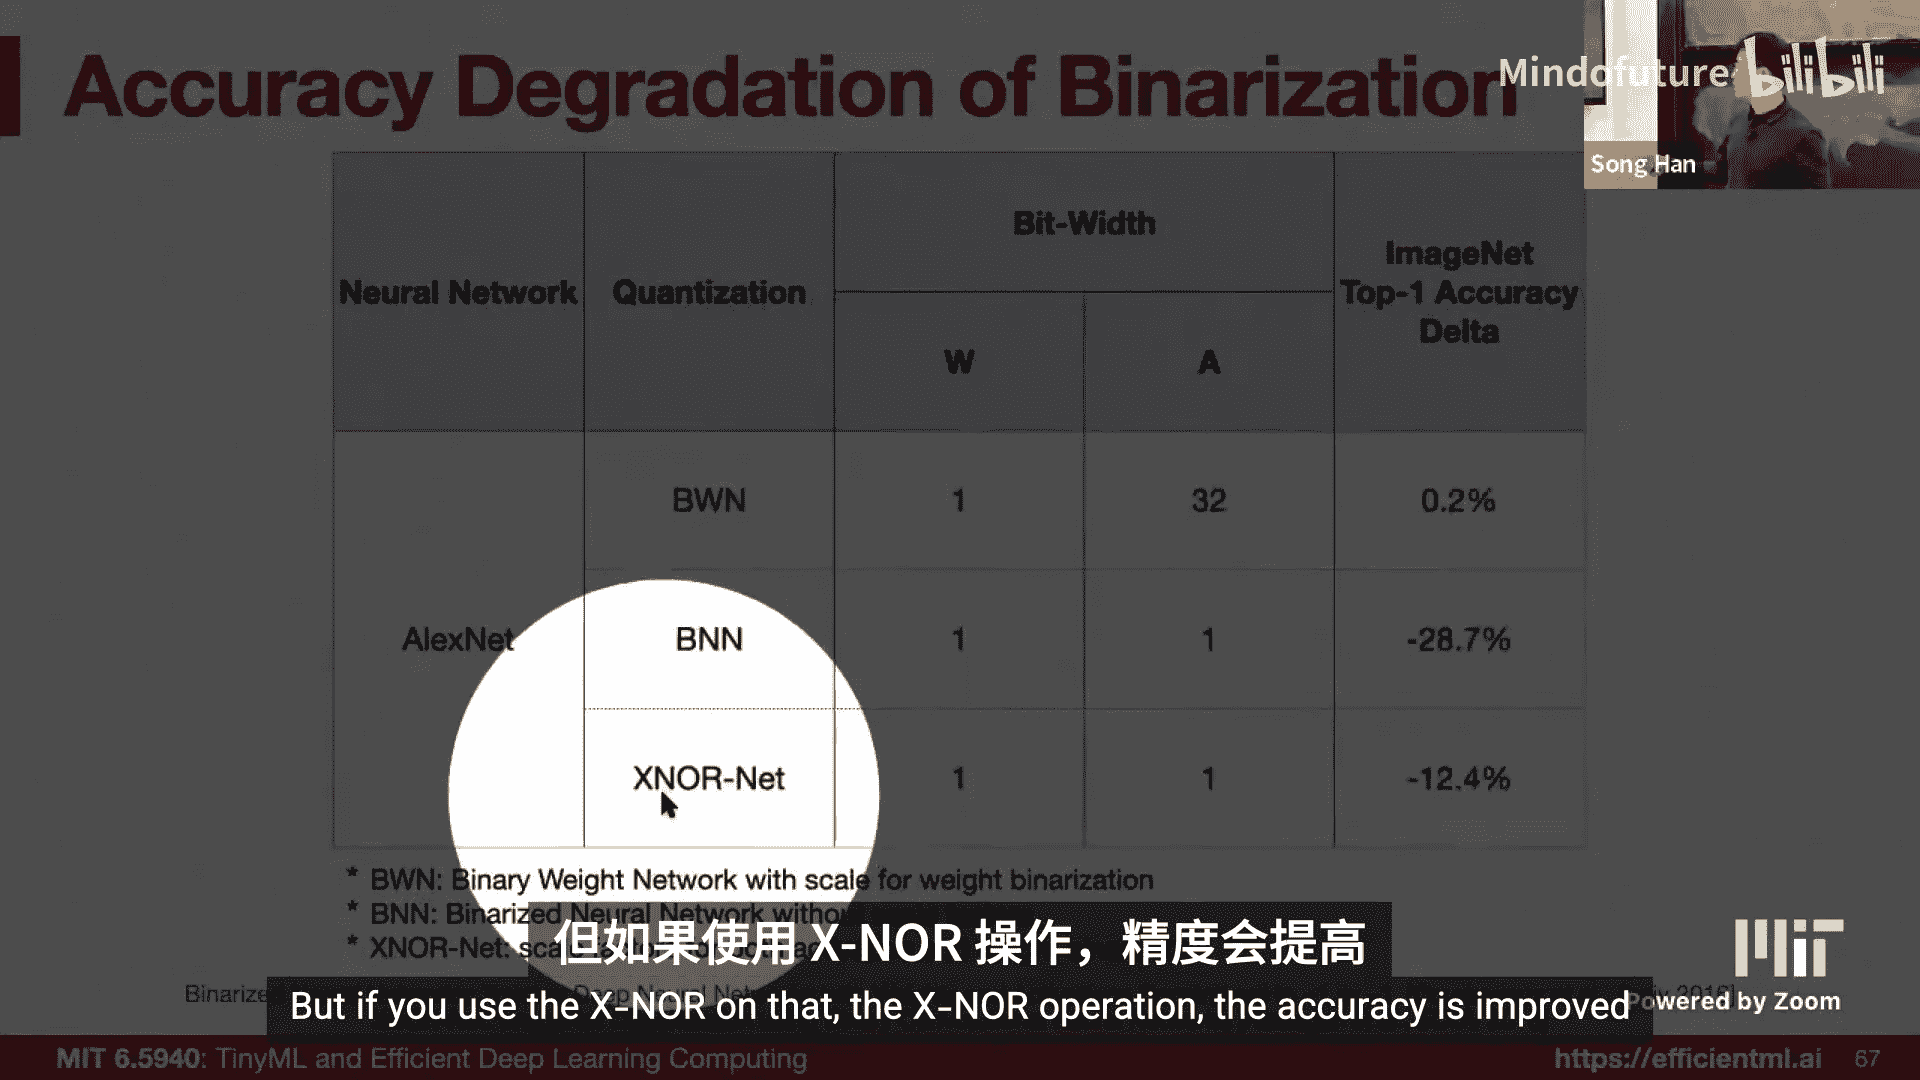 Accuracy Degradation of Binarization
Mindofuture bilibili
Song Han
Neural Network
Quantization
Bit-Width
W
A
ImageNet
Top-1 Accuracy
Delta
AlexNet
BWN
1
32
0.2%
BNN
1
1
-28.7%
XNOR-Net
1
1
-12.4%
* BWN: Binary Weight Network with scale for weight binarization
* BNN: Binarized Neural Network
* XNOR-Net:
但如果使用 X-NOR 操作，精度会提高
But if you use the X-NOR on that, the X-NOR operation, the accuracy is improved
MIT
Powered by Zoom
MIT 6.5940: TinyML and Efficient Deep Learning Computing
https://efficientml.ai
67